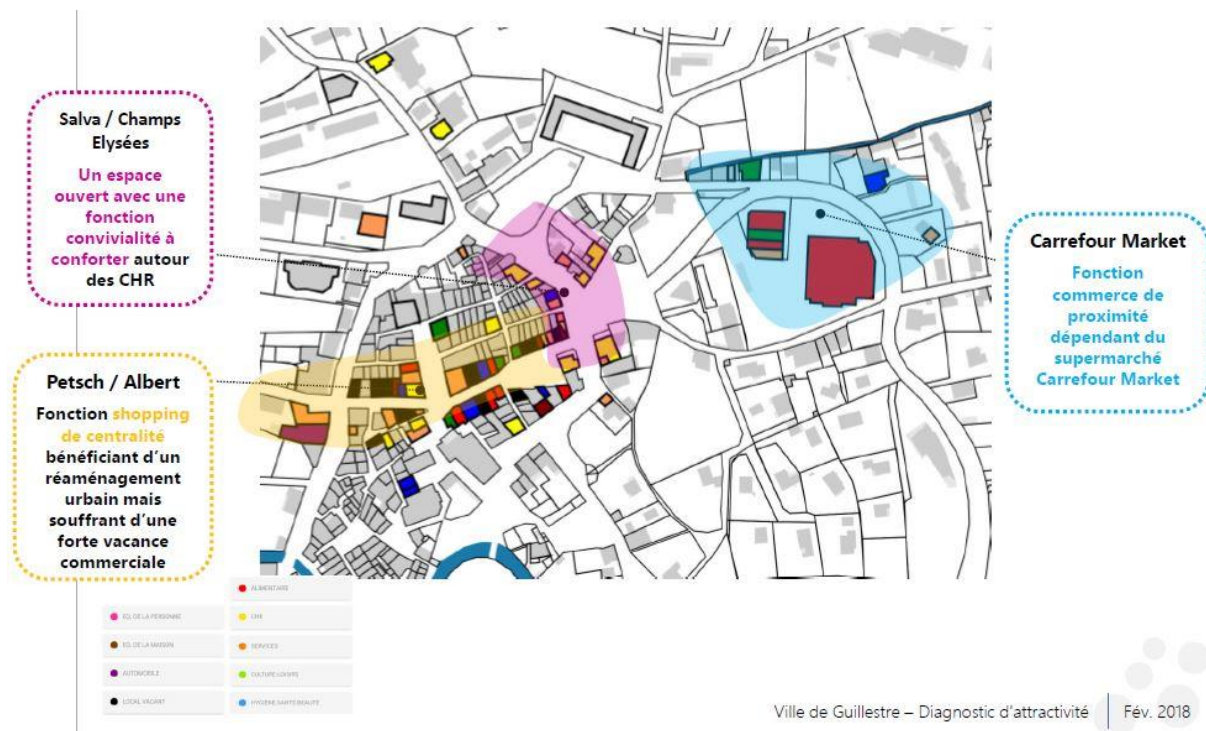 Salva / Champs
Elysées
Un espace
ouvert avec une
fonction
convivialité à
conforter autour
des CHR
Petsch / Albert
Fonction shopping
de centralité
bénéficiant d'un
réaménagement
urbain mais
souffrant d'une
forte vacance
commerciale
Carrefour Market
Fonction
commerce de
proximité
dépendant du
supermarché
Carrefour Market
ALIMENTAIRE
EQ. DE LA PERSONNE
CHR
EQ. DE LA MAISON
SERVICES
AUTOMOBILE
CULTURE LOISIRS
LOCAL VACANT
HYGIÈNE SANTE BEAUTÉ
Ville de Guillestre – Diagnostic d'attractivité
Fév. 2018